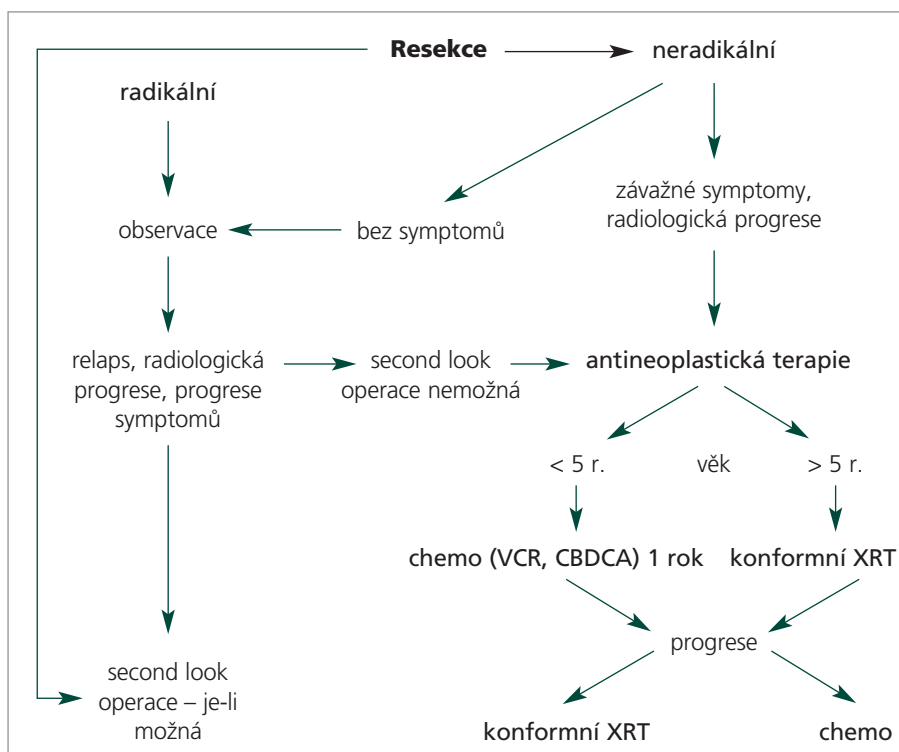 Resekce
neradikální
radikální
závažné symptomy,
radiologická progrese
observace
bez symptomů
relaps, radiologická
progrese, progrese
symptomů
second look
operace nemožná
antineoplastická terapie
< 5 r.
věk
> 5 r.
chemo (VCR, CBDCA) 1 rok
konformní XRT
progrese
second look
operace – je-li
možná
konformní XRT
chemo